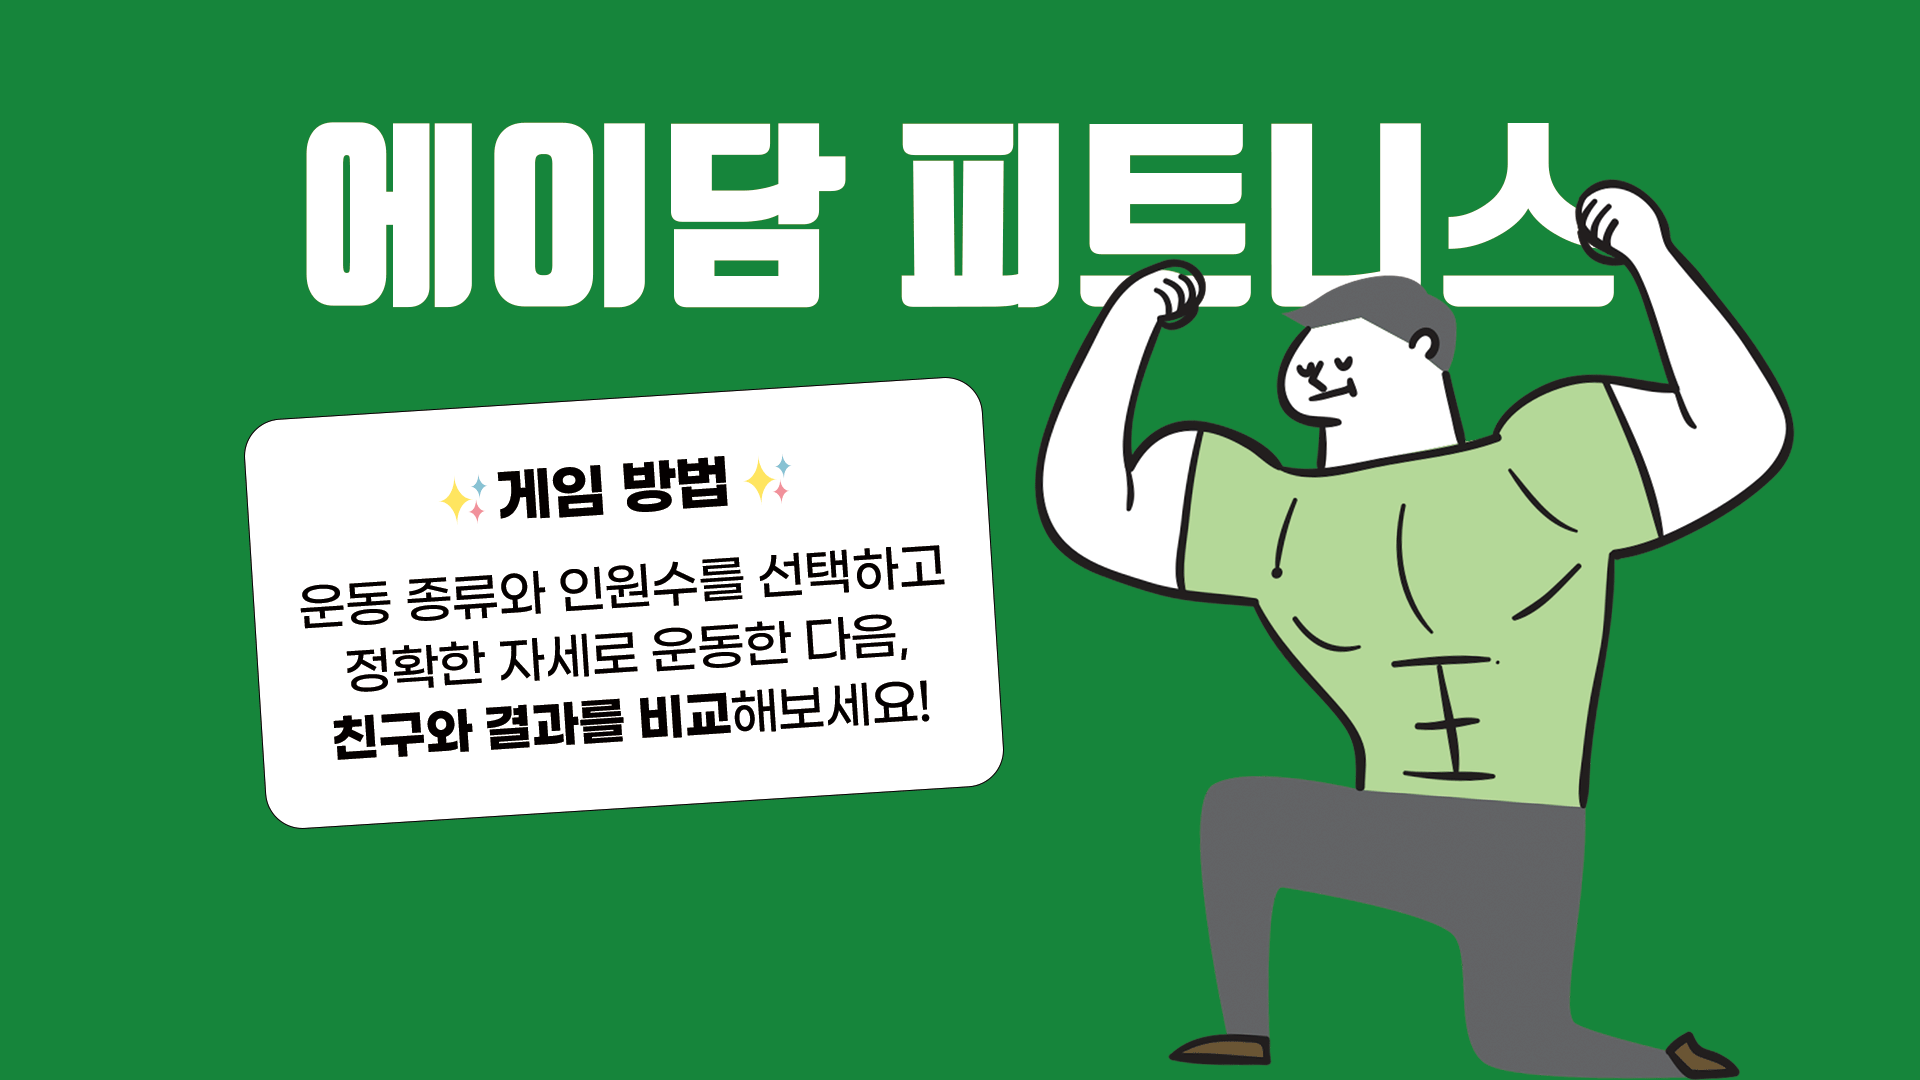 에이담 피트니스
게임 방법
운동 종류와 인원수를 선택하고
정확한 자세로 운동한 다음,
친구와 결과를 비교해보세요!